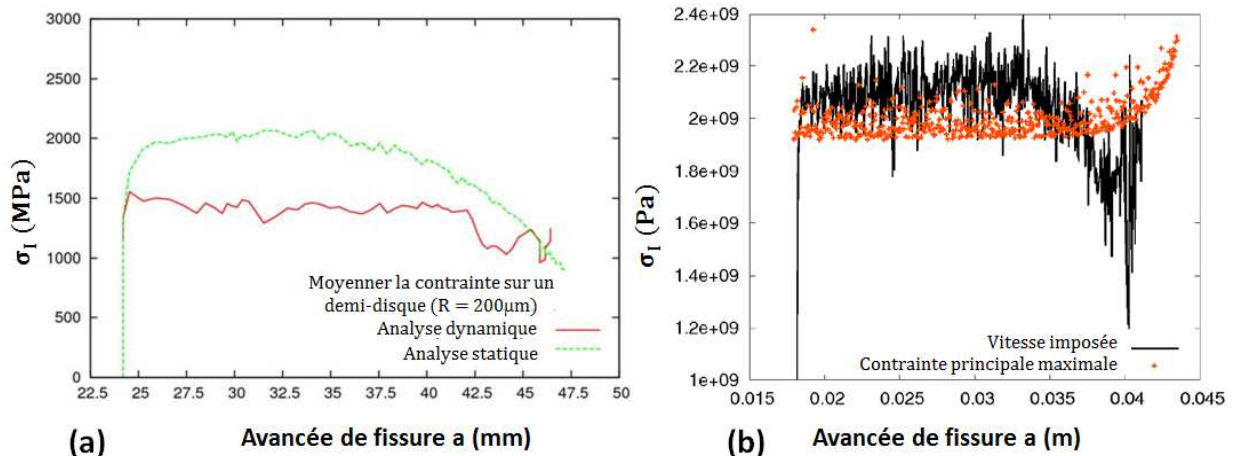 3000
2500
2000
1500
1000
500
0
σI (MPa)
Moyenner la contrainte sur un
demi-disque (R = 200μm)
Analyse dynamique
Analyse statique
22.5 25 27.5 30 32.5 35 37.5 40 42.5 45 47.5 50
(a) Avancée de fissure a (mm)
2.4e+09
2.2e+09
2e+09
1.8e+09
1.6e+09
1.4e+09
1.2e+09
1e+09
σI (Pa)
Vitesse imposée
Contrainte principale maximale
0.015 0.02 0.025 0.03 0.035 0.04 0.045
(b) Avancée de fissure a (m)